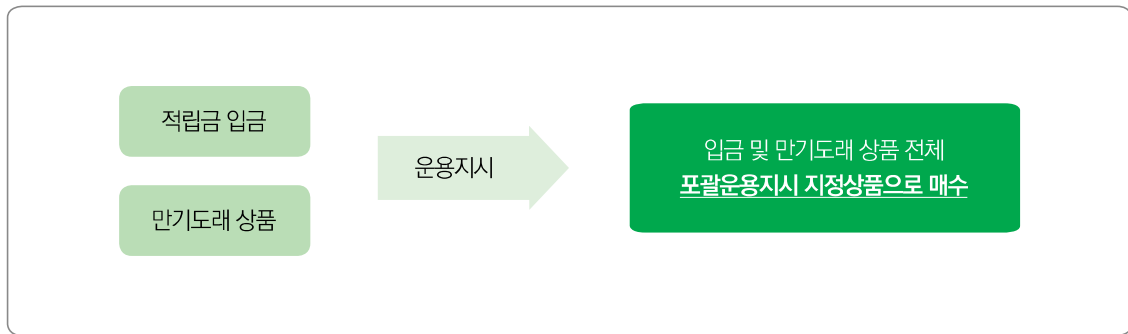 적립금 입금
만기도래 상품
운용지시
입금 및 만기도래 상품 전체
포괄운용지시 지정상품으로 매수